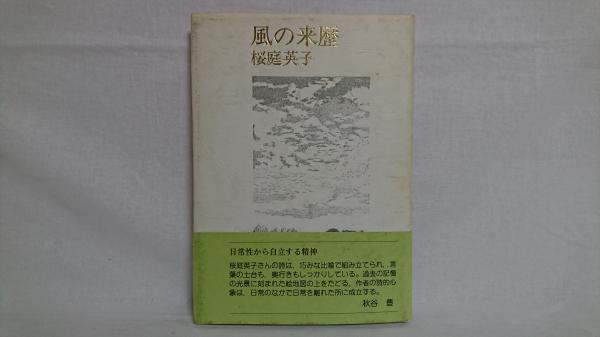 風の来歴
桜庭英子
日常性から自立する精神
桜庭英子さんの詩は、巧みな比喩で組み立てられ、言
葉の土台も、奥行きもしっかりしている。過去の記憶
の光景に刻まれた絵地図の上をたどる、作者の詩的心
象は、日常のなかで日常を離れた所に成立する。
秋谷 豊